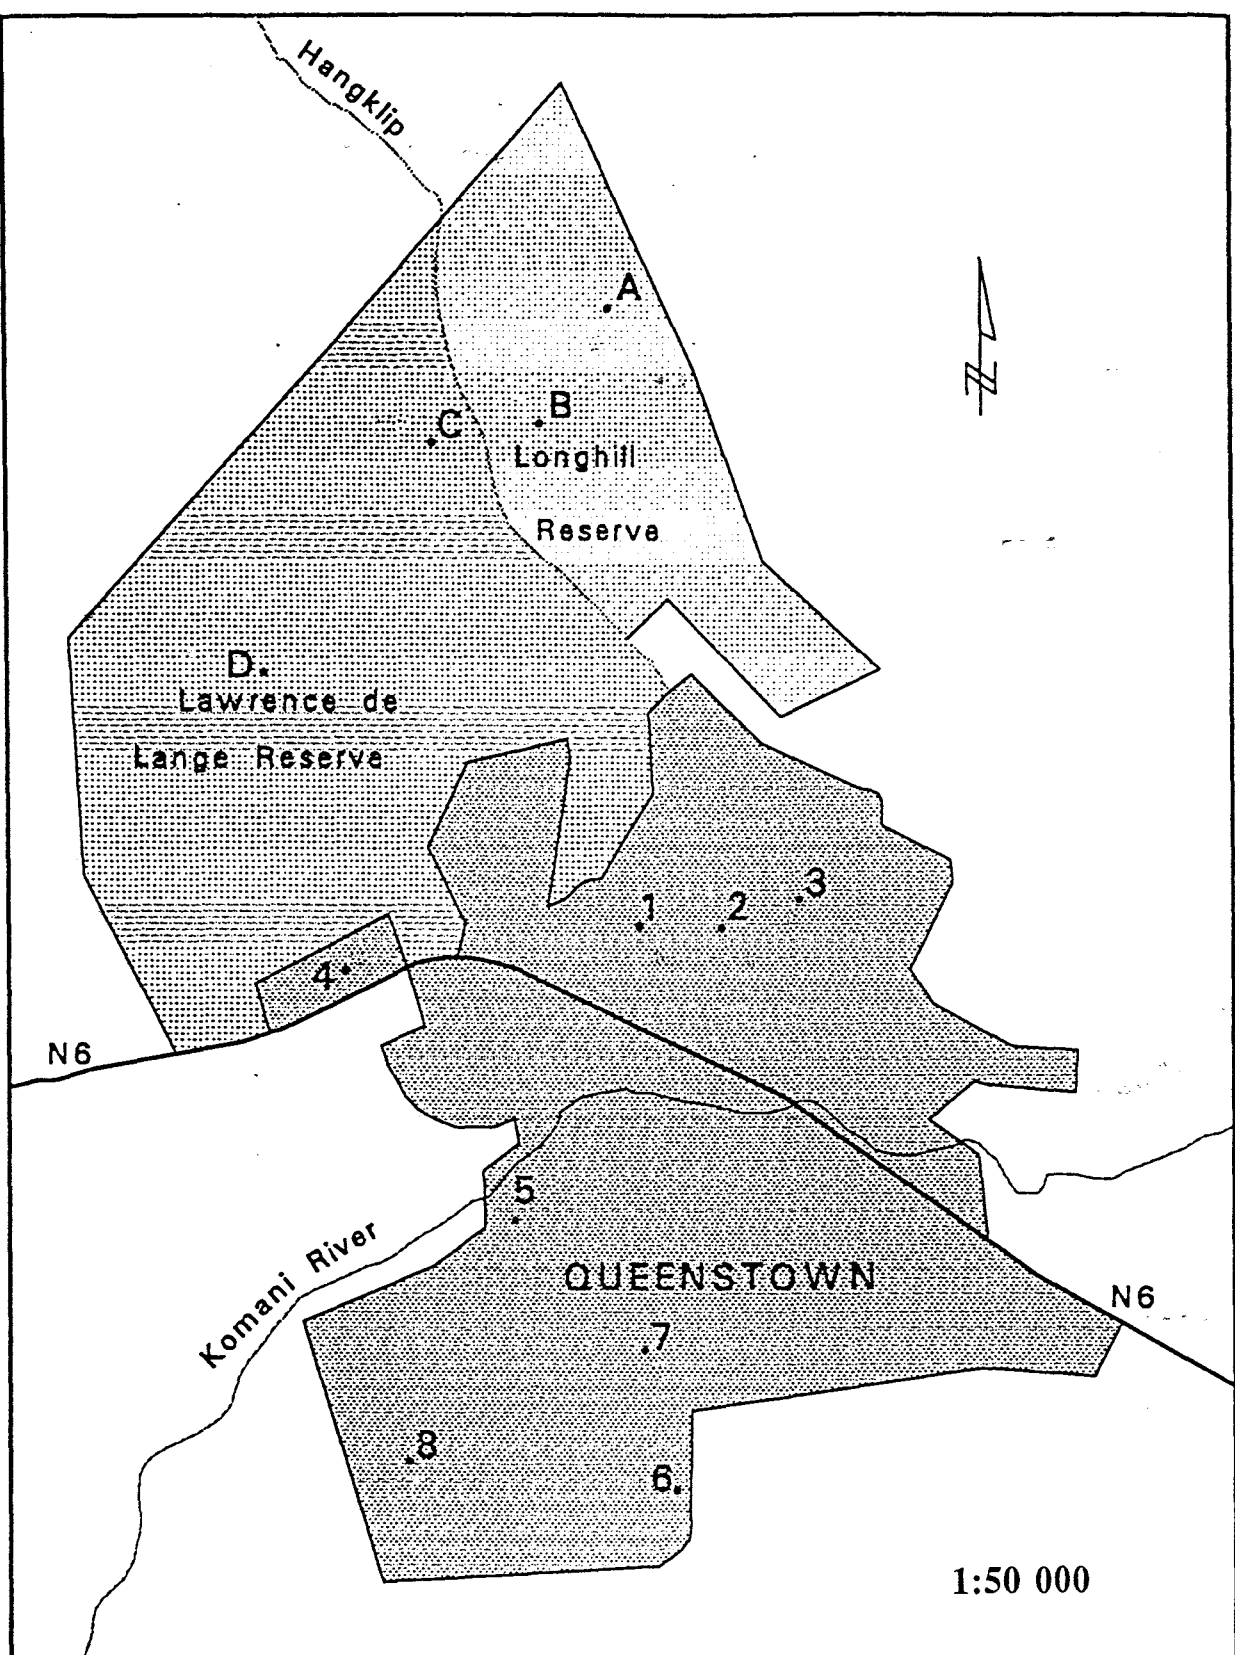 Hangklip
A
B
C
Longhill
Reserve
D
Lawrence de
Lange Reserve
1
2
3
4
N6
5
Komani River
QUEENSTOWN
N6
7
8
6
1:50 000
N